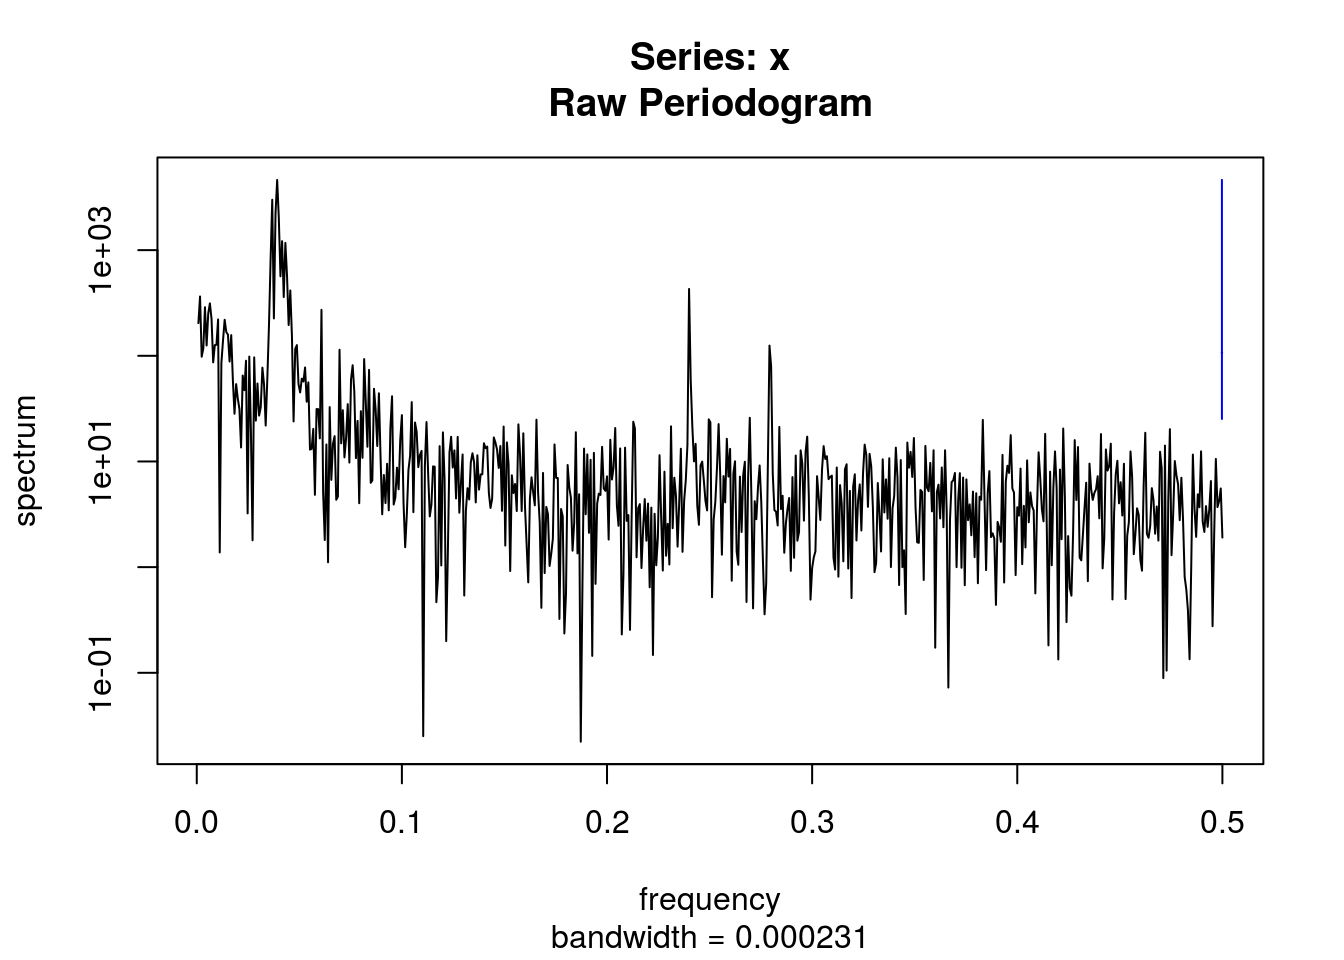 Series: x
Raw Periodogram
spectrum
1e+03
1e+01
1e-01
0.0 0.1 0.2 0.3 0.4 0.5
frequency
bandwidth = 0.000231